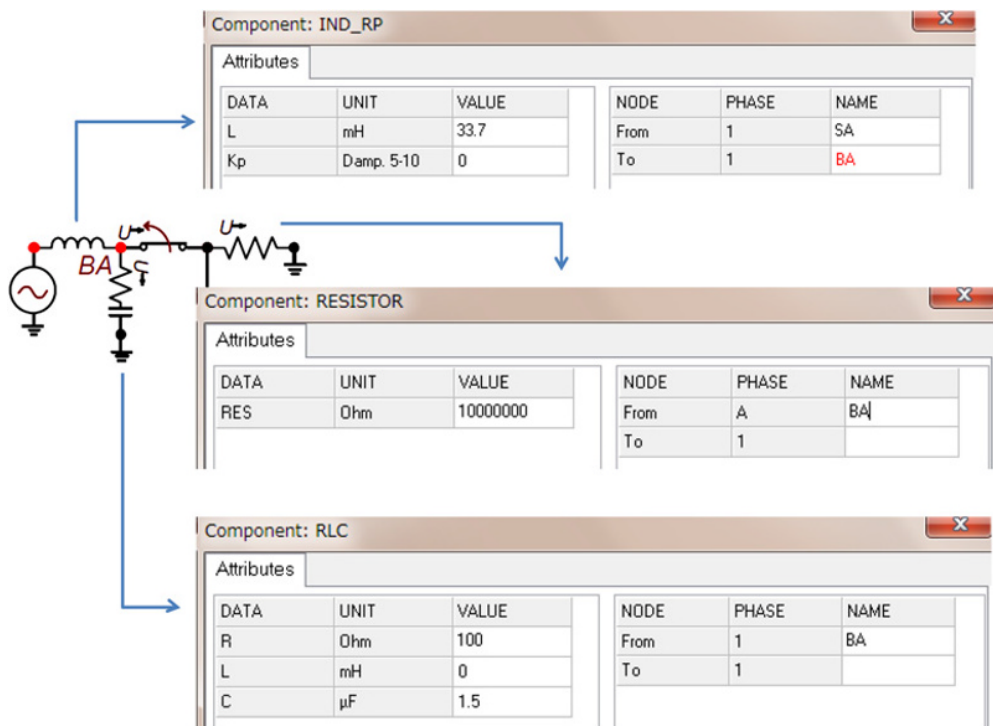 Component: IND_RP
x
Attributes
DATA UNIT VALUE
L mH 33.7
Kp Damp. 5-10 0
NODE PHASE NAME
From 1 SA
To 1 BA
U
U
BA
U
Component: RESISTOR
x
Attributes
DATA UNIT VALUE
RES Ohm 10000000
NODE PHASE NAME
From A BA
To 1
Component: RLC
x
Attributes
DATA UNIT VALUE
R Ohm 100
L mH 0
C µF 1.5
NODE PHASE NAME
From 1 BA
To 1